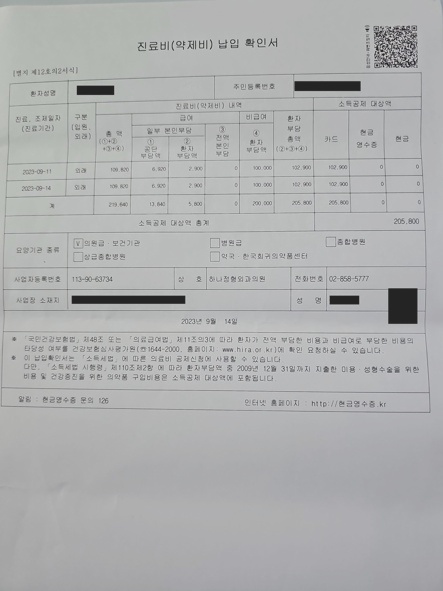 진료비(약제비) 납입 확인서
[별지 제12호의2서식]
환자성명 주민등록번호
진료, 조제일자 (진료기간) 구분 (입원, 외래) 진료비(약제비) 내역 소득공제 대상액
총 액 (①+②+③+④) 급여 비급여 환자 부담 총액 (②+③+④) 카드 현금 영수증 현금
일부 본인부담 ③ 전액 본인 부담 ④ 환자 부담액
① 공단 부담액 ② 환자 부담액
2023-09-11 외래 109,820 6,920 2,900 0 100,000 102,900 102,900 0 0
2023-09-14 외래 109,820 6,920 2,900 0 100,000 102,900 102,900 0 0
계 219,640 13,840 5,800 0 200,000 205,800 205,800 0 0
소득공제 대상액 총계 205,800
요양기관 종류 [V]의원급·보건기관 병원급 종합병원
상급종합병원 약국·한국희귀의약품센터
사업자등록번호 113-90-63734 상 호 하나정형외과의원 전화번호 02-858-5777
사업장 소재지 성 명
2023년 9월 14일
※ 「국민건강보험법」제48조 또는 「의료급여법」제11조의3에 따라 환자가 전액 부담한 비용과 비급여로 부담한 비용의
타당성 여부를 건강보험심사평가원(☎1644-2000, 홈페이지: www.hira.or.kr)에 확인 요청하실 수 있습니다.
※ 이 납입확인서는 「소득세법」에 따른 의료비 공제신청에 사용할 수 있습니다
다만, 「소득세법 시행령」제110조제2항 에 따라 환자부담액 중 2009년 12월 31일까지 지출한 미용·성형수술을 위한
비용 및 건강증진을 위한 의약품 구입비용은 소득공제 대상액에 포함됩니다.
알림 : 현금영수증 문의 126 인터넷 홈페이지 : http://현금영수증.kr